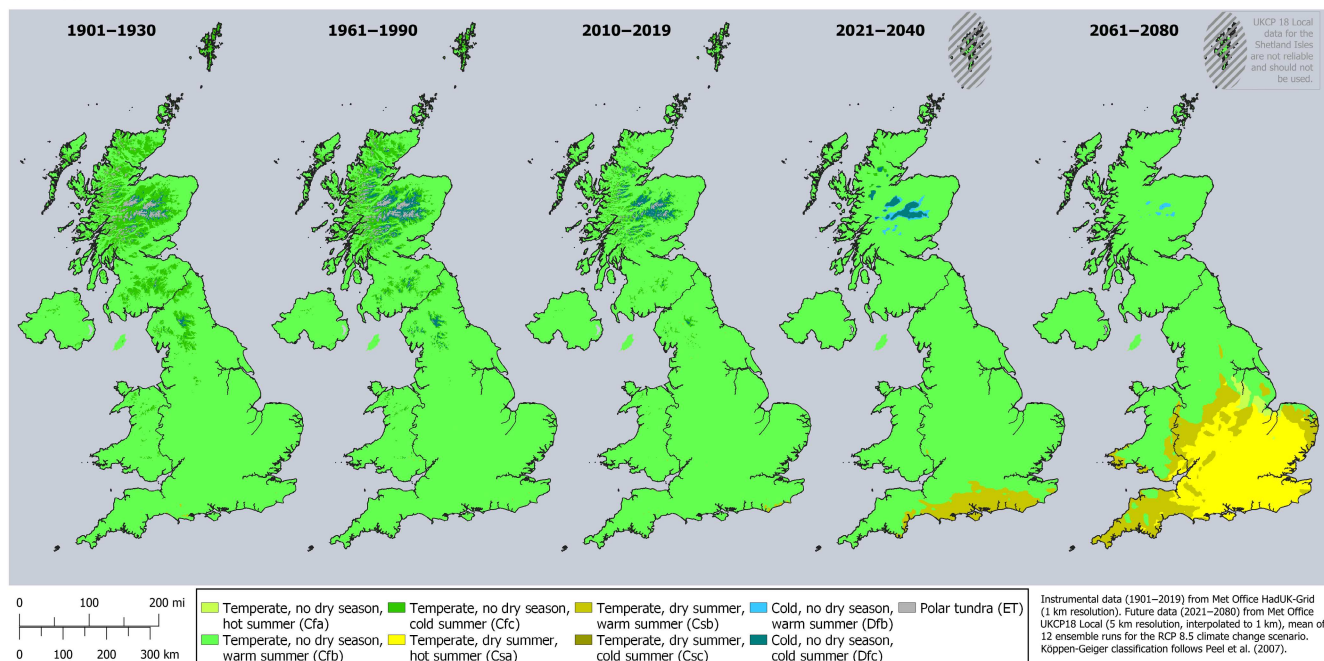 1901–1930
1961–1990
2010–2019
2021–2040
2061–2080
UKCP 18 Local
data for the
Shetland Isles
are not reliable
and should not
be used.
0 100 200 mi
0 100 200 300 km
Temperate, no dry season,
hot summer (Cfa)
Temperate, no dry season,
warm summer (Cfb)
Temperate, no dry season,
cold summer (Cfc)
Temperate, dry summer,
hot summer (Csa)
Temperate, dry summer,
warm summer (Csb)
Temperate, dry summer,
cold summer (Csc)
Cold, no dry season,
warm summer (Dfb)
Cold, no dry season,
cold summer (Dfc)
Polar tundra (ET)
Instrumental data (1901–2019) from Met Office HadUK-Grid
(1 km resolution). Future data (2021–2080) from Met Office
UKCP18 Local (5 km resolution, interpolated to 1 km), mean of
12 ensemble runs for the RCP 8.5 climate change scenario.
Köppen-Geiger classification follows Peel et al. (2007).